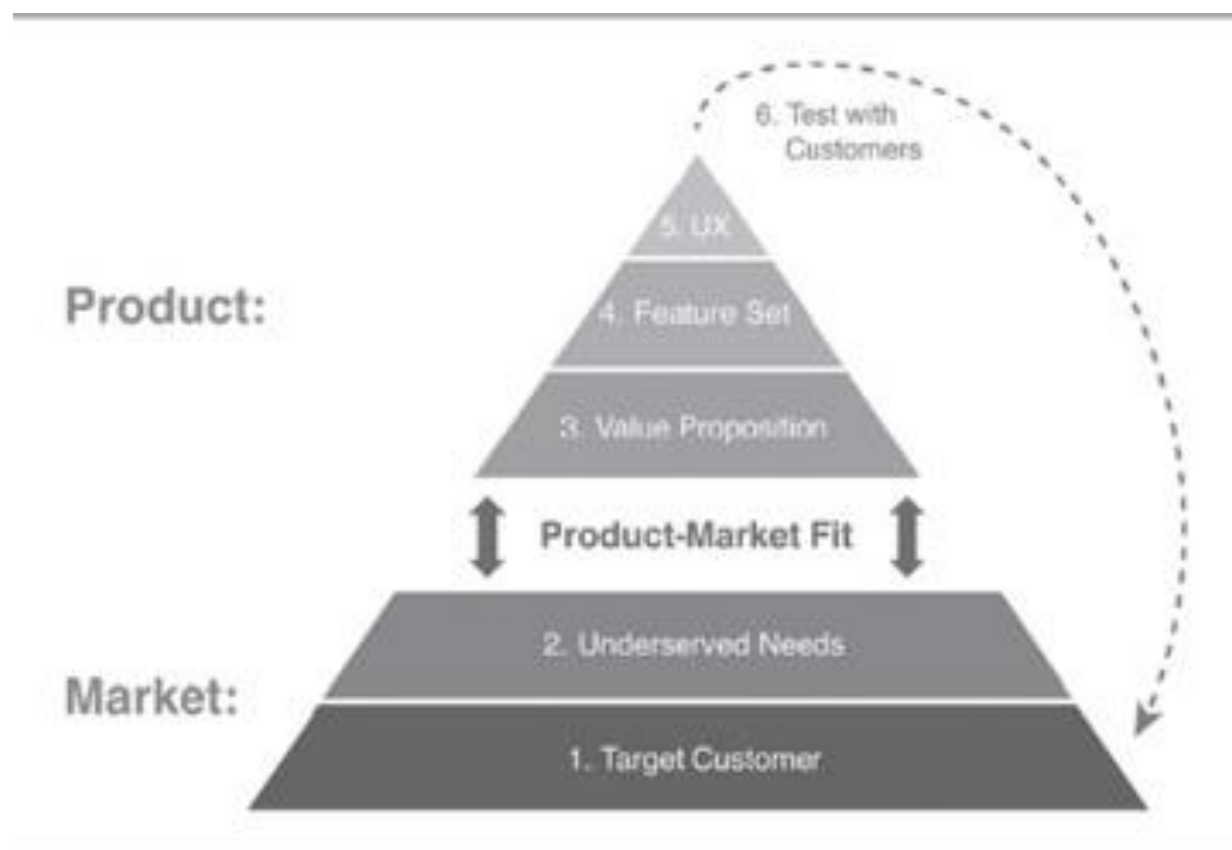 6. Test with
Customers
5. UX
Product:
4. Feature Set
3. Value Proposition
Product-Market Fit
2. Underserved Needs
Market:
1. Target Customer